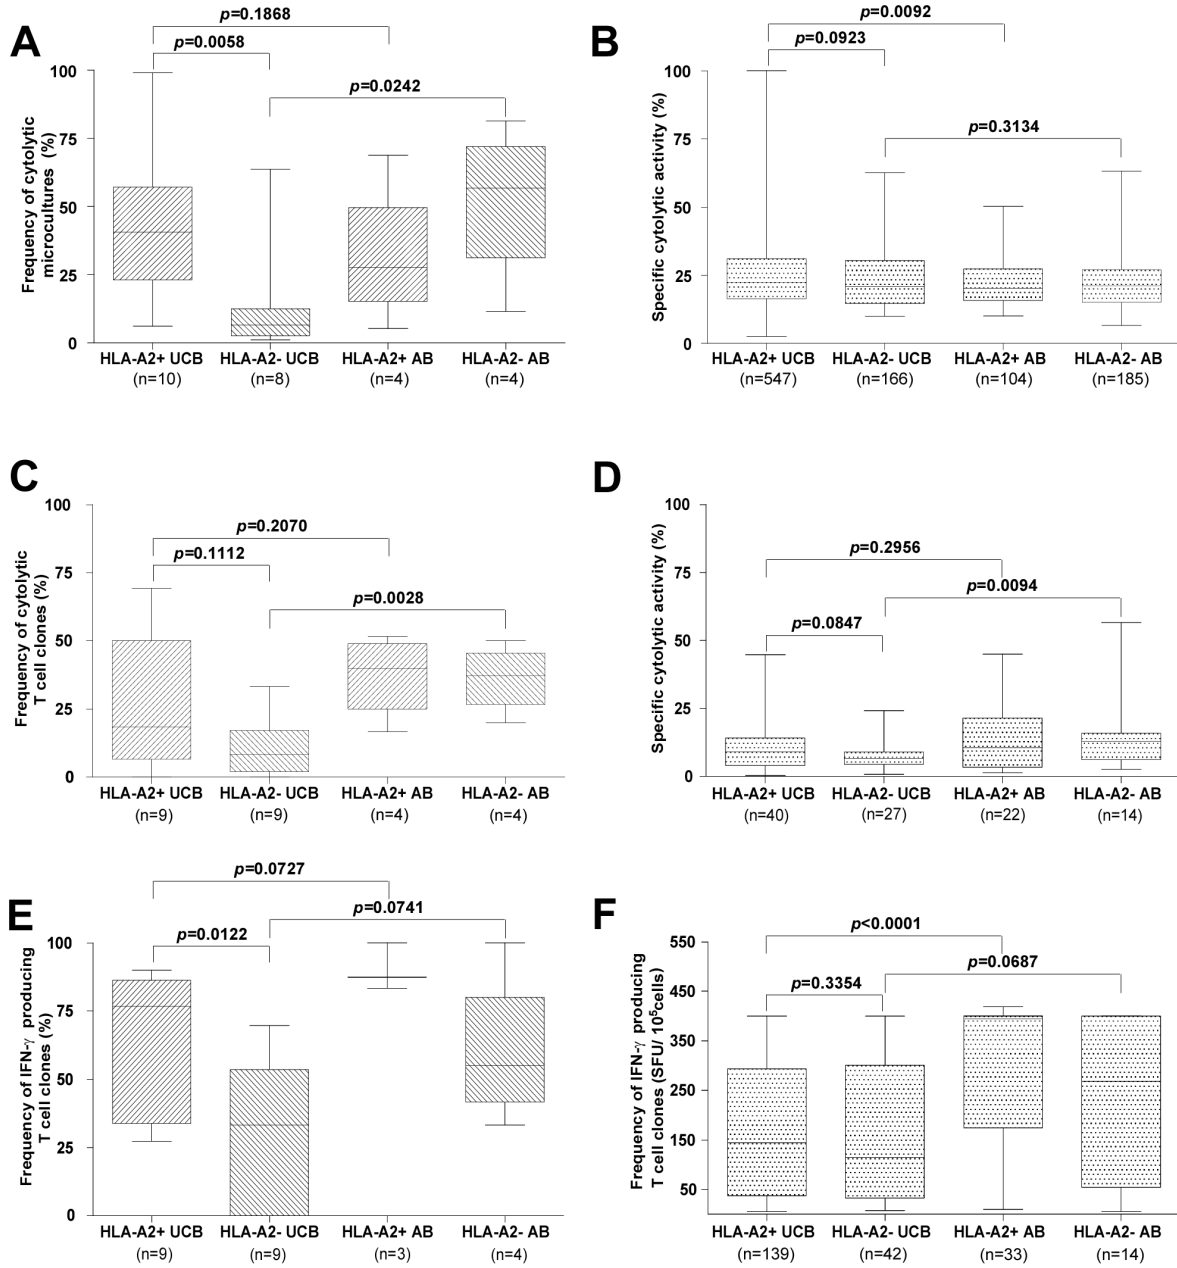 A
p=0.1868
p=0.0058
p=0.0242
Frequency of cytolytic
microcultures (%)
100
75
50
25
0
HLA-A2+ UCB HLA-A2- UCB HLA-A2+ AB HLA-A2- AB
(n=10) (n=8) (n=4) (n=4)
B
p=0.0092
p=0.0923
p=0.3134
Specific cytolytic activity (%)
100
75
50
25
0
HLA-A2+ UCB HLA-A2- UCB HLA-A2+ AB HLA-A2- AB
(n=547) (n=166) (n=104) (n=185)
C
p=0.2070
p=0.1112
p=0.0028
Frequency of cytolytic
T cell clones (%)
100
75
50
25
0
HLA-A2+ UCB HLA-A2- UCB HLA-A2+ AB HLA-A2- AB
(n=9) (n=9) (n=4) (n=4)
D
p=0.2956
p=0.0094
p=0.0847
Specific cytolytic activity (%)
100
75
50
25
0
HLA-A2+ UCB HLA-A2- UCB HLA-A2+ AB HLA-A2- AB
(n=40) (n=27) (n=22) (n=14)
E
p=0.0727
p=0.0741
p=0.0122
Frequency of IFN-γ producing
T cell clones (%)
100
75
50
25
0
HLA-A2+ UCB HLA-A2- UCB HLA-A2+ AB HLA-A2- AB
(n=9) (n=9) (n=3) (n=4)
F
p<0.0001
p=0.0687
p=0.3354
Frequency of IFN-γ producing
T cell clones (SFU/ 10⁵cells)
550
450
350
250
150
50
HLA-A2+ UCB HLA-A2- UCB HLA-A2+ AB HLA-A2- AB
(n=139) (n=42) (n=33) (n=14)